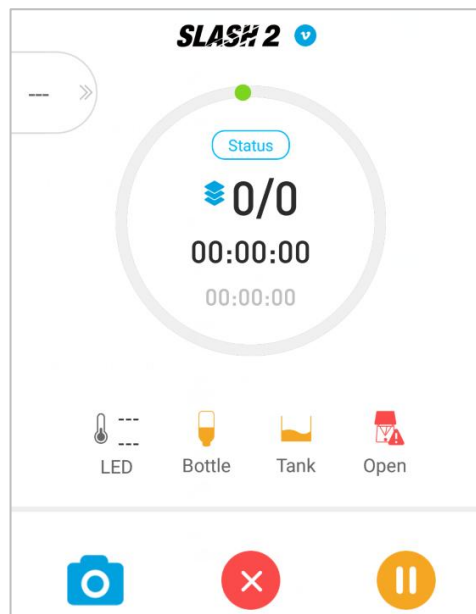 SLASH 2
---
Status
0/0
00:00:00
00:00:00
---
---
LED
Bottle
Tank
Open